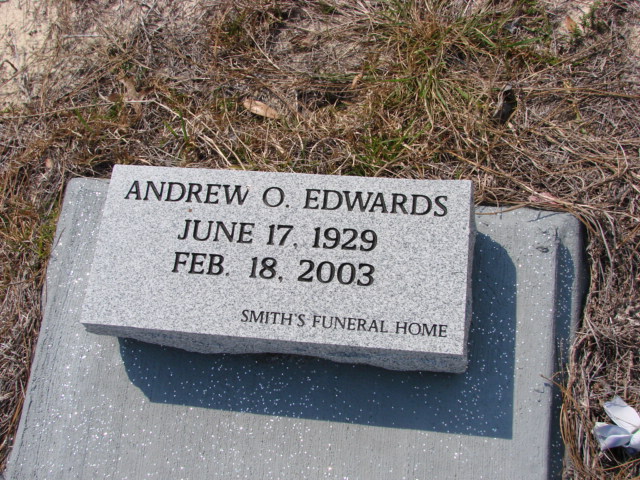 ANDREW O. EDWARDS
JUNE 17, 1929
FEB. 18, 2003
SMITH'S FUNERAL HOME